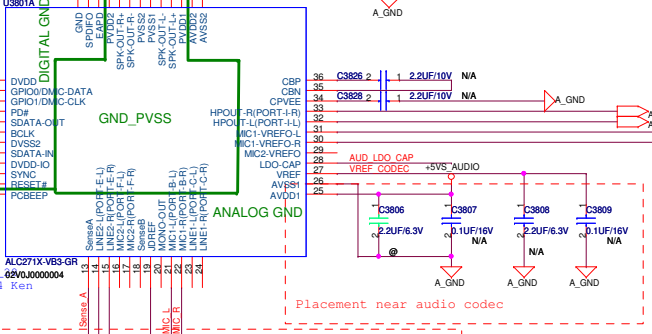 U3801A
A_GND
DIGITAL GND
GND
SPDIFO
EAPD
PVDD2
SPK-OUT-R+
SPK-OUT-R-
PVSS2
PVSS1
SPK-OUT-L-
SPK-OUT-L+
PVDD1
AVDD2
AVSS2
DVDD
GPIO0/DMIC-DATA
GPIO1/DMIC-CLK
PD#
SDATA-OUT
BCLK
DVSS2
SDATA-IN
DVDD-IO
SYNC
RESET#
PCBEEP
GND_PVSS
CBP
CBN
CPVEE
HPOUT-R(PORT-I-R)
HPOUT-L(PORT-I-L)
MIC1-VREFO-L
MIC1-VREFO-R
MIC2-VREFO
LDO-CAP
VREF
AVSS1
AVDD1
36
35
34
33
32
31
30
29
28
27
26
25
C3826 2 1 2.2UF/10V N/A
C3828 2 1 2.2UF/10V N/A
A_GND
AUD_LDO_CAP
VREF_CODEC
+5VS_AUDIO
ANALOG GND
SenseA
LINE2-L(PORT-E-L)
LINE2-R(PORT-E-R)
MIC2-L(PORT-F-L)
MIC2-R(PORT-F-R)
SenseB
JDREF
MONO-OUT
MIC1-L(PORT-B-L)
MIC1-R(PORT-B-R)
LINE1-L(PORT-C-L)
LINE1-R(PORT-C-R)
13
14
15
16
17
18
19
20
21
22
23
24
C3806
2.2UF/6.3V
@
C3807
0.1UF/16V
N/A
C3808
2.2UF/6.3V
N/A
C3809
0.1UF/16V
N/A
A_GND
A_GND
A_GND
ALC271X-VB3-GR
02V0J0000004
Ken
Sense A
MIC_L
MIC_R
Placement near audio codec